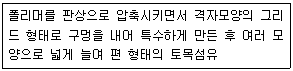 폴리머를 판상으로 압축시키면서 격자모양의 그리
드 형태로 구멍을 내어 특수하게 만든 후 여러 모
양으로 넓게 늘여 편 형태의 토목섬유